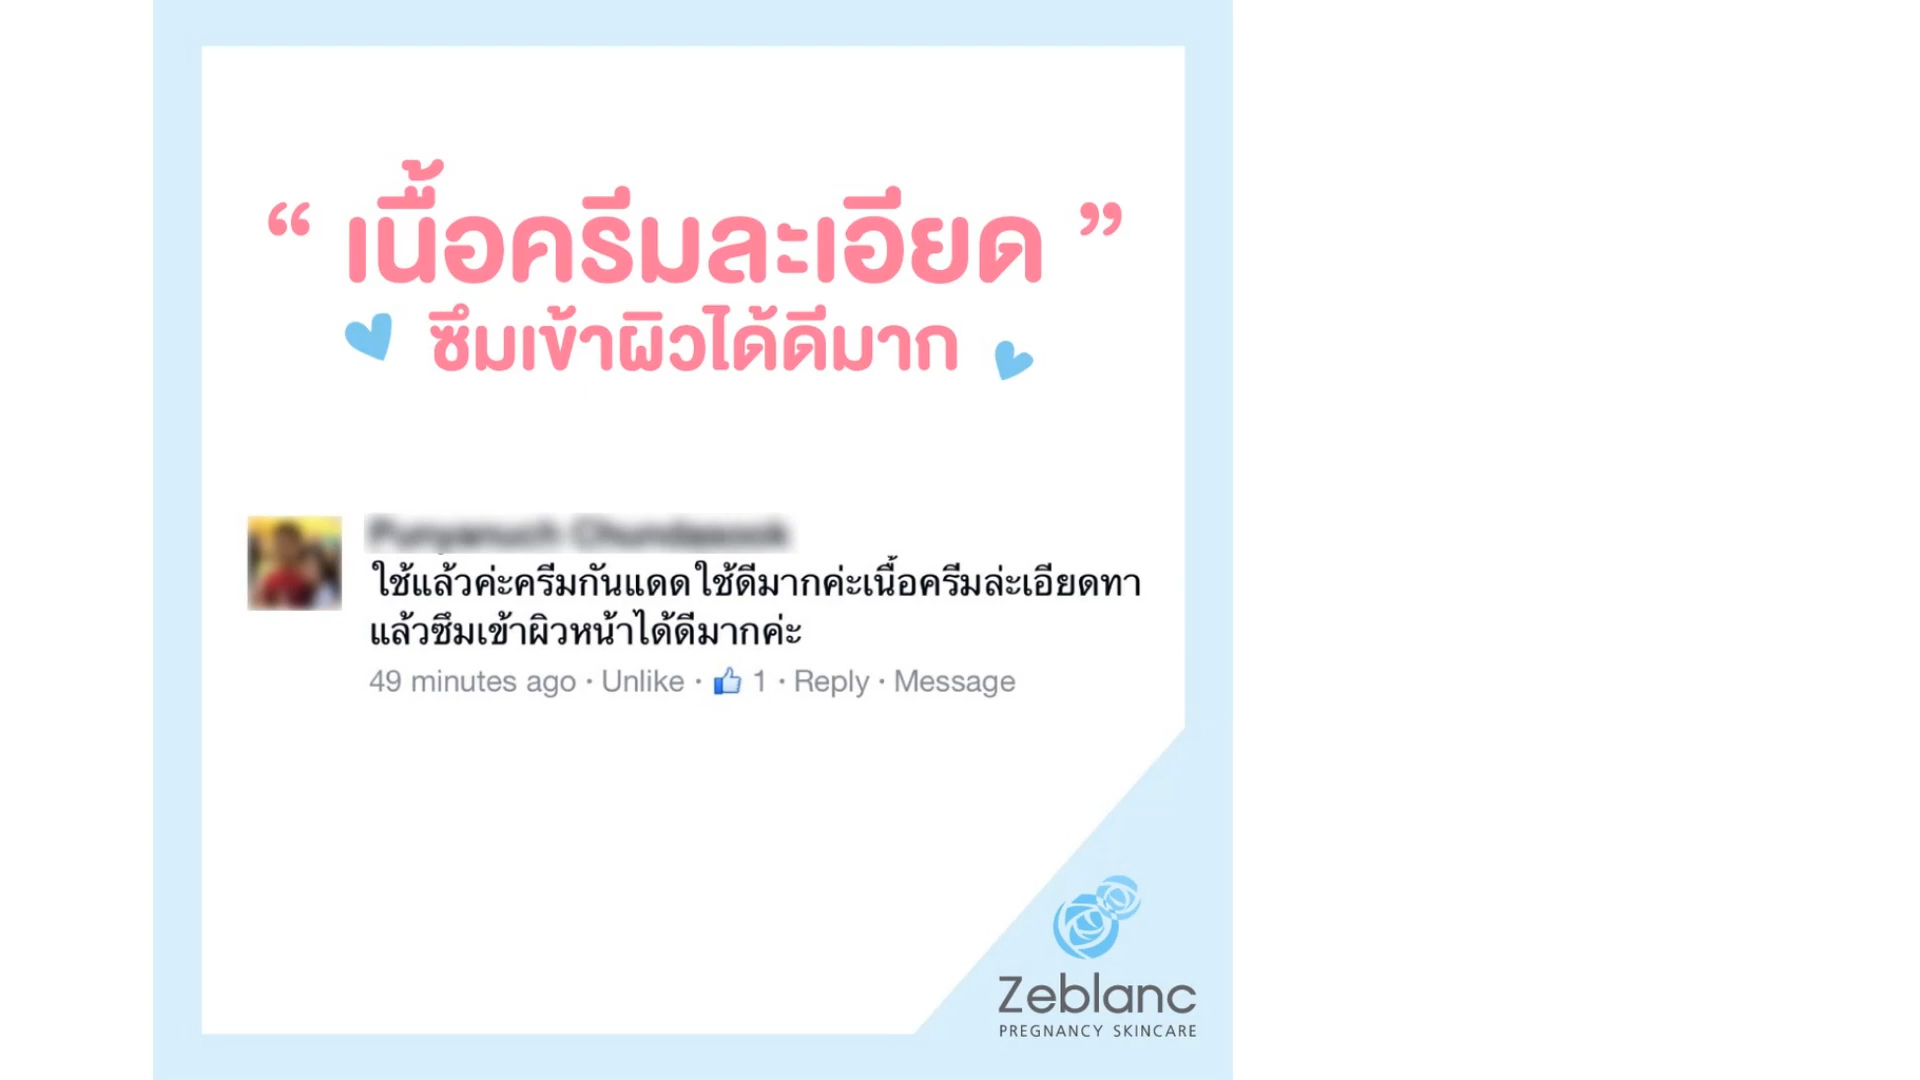 “ เนื้อครีมละเอียด ”
ซึมเข้าผิวได้ดีมาก
ใช้แล้วค่ะครีมกันแดดใช้ดีมากค่ะเนื้อครีมล่ะเอียดทา
แล้วซึมเข้าผิวหน้าได้ดีมากค่ะ
49 minutes ago · Unlike · 1 · Reply · Message
Zeblanc
PREGNANCY SKINCARE